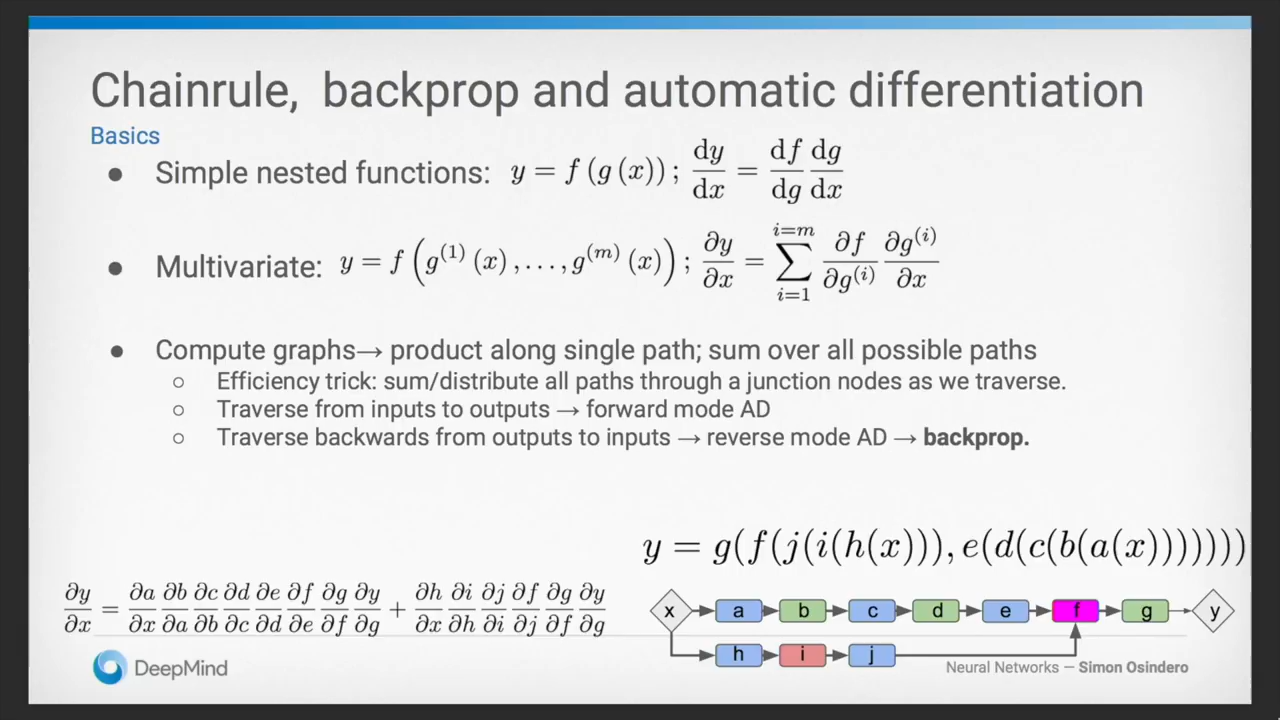 Chainrule, backprop and automatic differentiation
Basics
● Simple nested functions: y = f (g (x)) ; dy/dx = df/dg dg/dx
● Multivariate: y = f (g^(1) (x) , . . . , g^(m) (x)) ; ∂y/∂x = ∑_{i=1}^{i=m} ∂f/∂g^(i) ∂g^(i)/∂x
● Compute graphs→ product along single path; sum over all possible paths
○ Efficiency trick: sum/distribute all paths through a junction nodes as we traverse.
○ Traverse from inputs to outputs → forward mode AD
○ Traverse backwards from outputs to inputs → reverse mode AD → backprop.
y = g(f(j(i(h(x))), e(d(c(b(a(x)))))))
∂y/∂x = ∂a/∂x ∂b/∂a ∂c/∂b ∂d/∂c ∂e/∂d ∂f/∂e ∂g/∂f ∂y/∂g + ∂h/∂x ∂i/∂h ∂j/∂i ∂f/∂j ∂g/∂f ∂y/∂g
x a b c d e f g y
h i j
DeepMind
Neural Networks — Simon Osindero